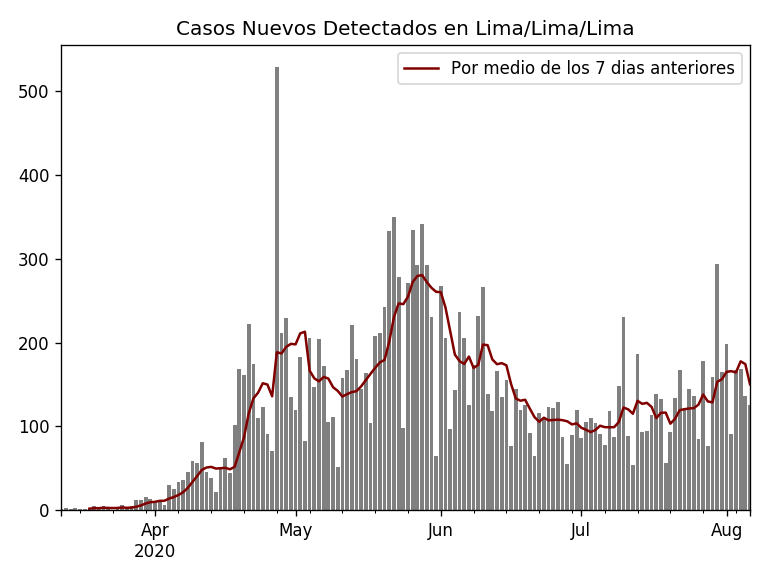 Casos Nuevos Detectados en Lima/Lima/Lima
Por medio de los 7 dias anteriores
500
400
300
200
100
0
Apr
2020
May
Jun
Jul
Aug